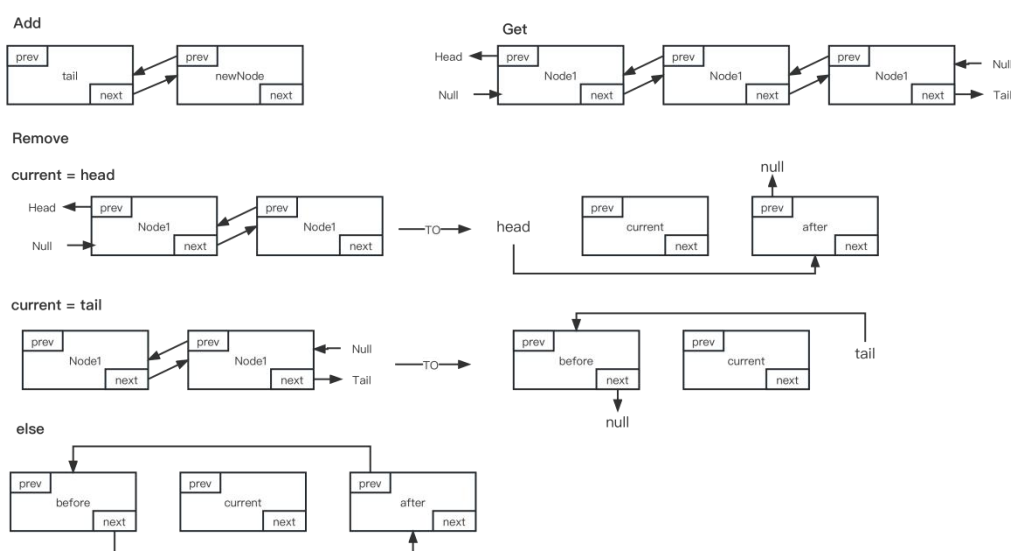 Add
prev
tail
next
prev
newNode
next
Get
Head
prev
Node1
Null
next
prev
Node1
next
prev
Node1
Null
next
Tail
Remove
current = head
Head
prev
Node1
Null
next
prev
Node1
next
TO
head
prev
current
next
null
prev
after
next
current = tail
prev
Node1
next
prev
Node1
Null
next
Tail
TO
prev
before
next
null
prev
current
next
tail
else
prev
before
next
prev
current
next
prev
after
next